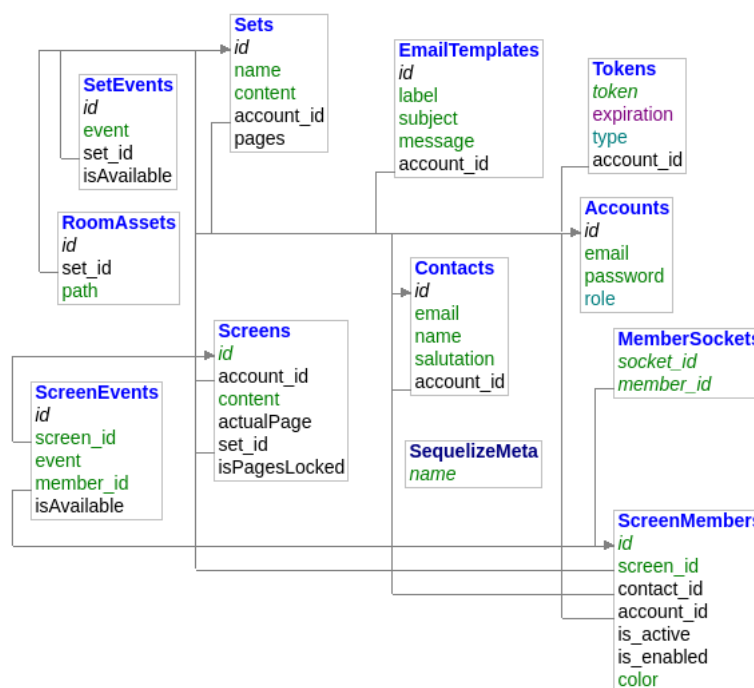 Sets
id
name
content
account_id
pages
EmailTemplates
id
label
subject
message
account_id
Tokens
token
expiration
type
account_id
SetEvents
id
event
set_id
isAvailable
RoomAssets
id
set_id
path
Accounts
id
email
password
role
Contacts
id
email
name
salutation
account_id
Screens
id
account_id
content
actualPage
set_id
isPagesLocked
MemberSockets
socket_id
member_id
ScreenEvents
id
screen_id
event
member_id
isAvailable
SequelizeMeta
name
ScreenMembers
id
screen_id
contact_id
account_id
is_active
is_enabled
color